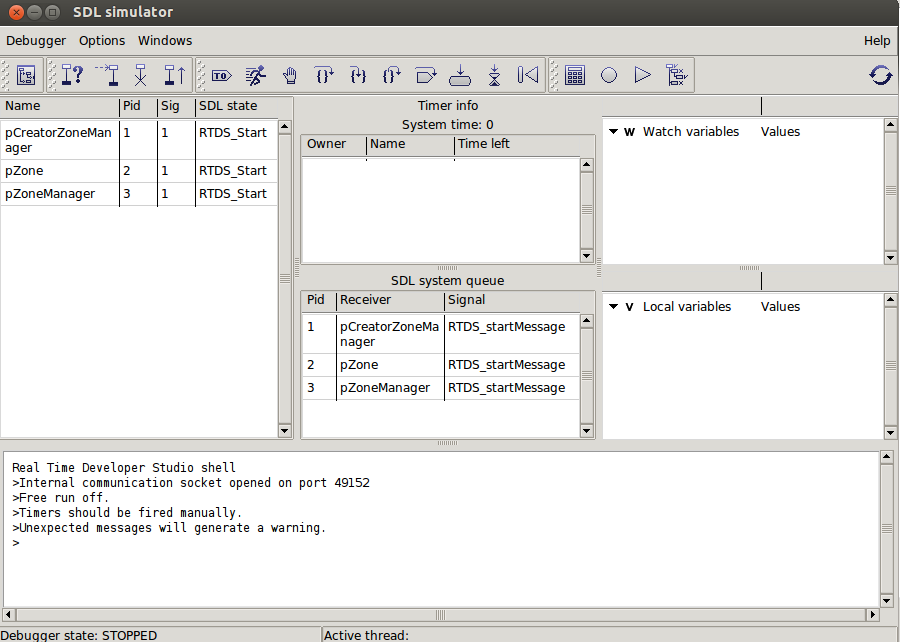 SDL simulator
Debugger Options Windows Help
TO
Name Pid Sig SDL state
pCreatorZoneMan
ager 1 1 RTDS_Start
pZone 2 1 RTDS_Start
pZoneManager 3 1 RTDS_Start
Timer info
System time: 0
Owner Name Time left
SDL system queue
Pid Receiver Signal
1 pCreatorZoneMa
nager RTDS_startMessage
2 pZone RTDS_startMessage
3 pZoneManager RTDS_startMessage
W Watch variables Values
V Local variables Values
Real Time Developer Studio shell
>Internal communication socket opened on port 49152
>Free run off.
>Timers should be fired manually.
>Unexpected messages will generate a warning.
>
Debugger state: STOPPED Active thread: